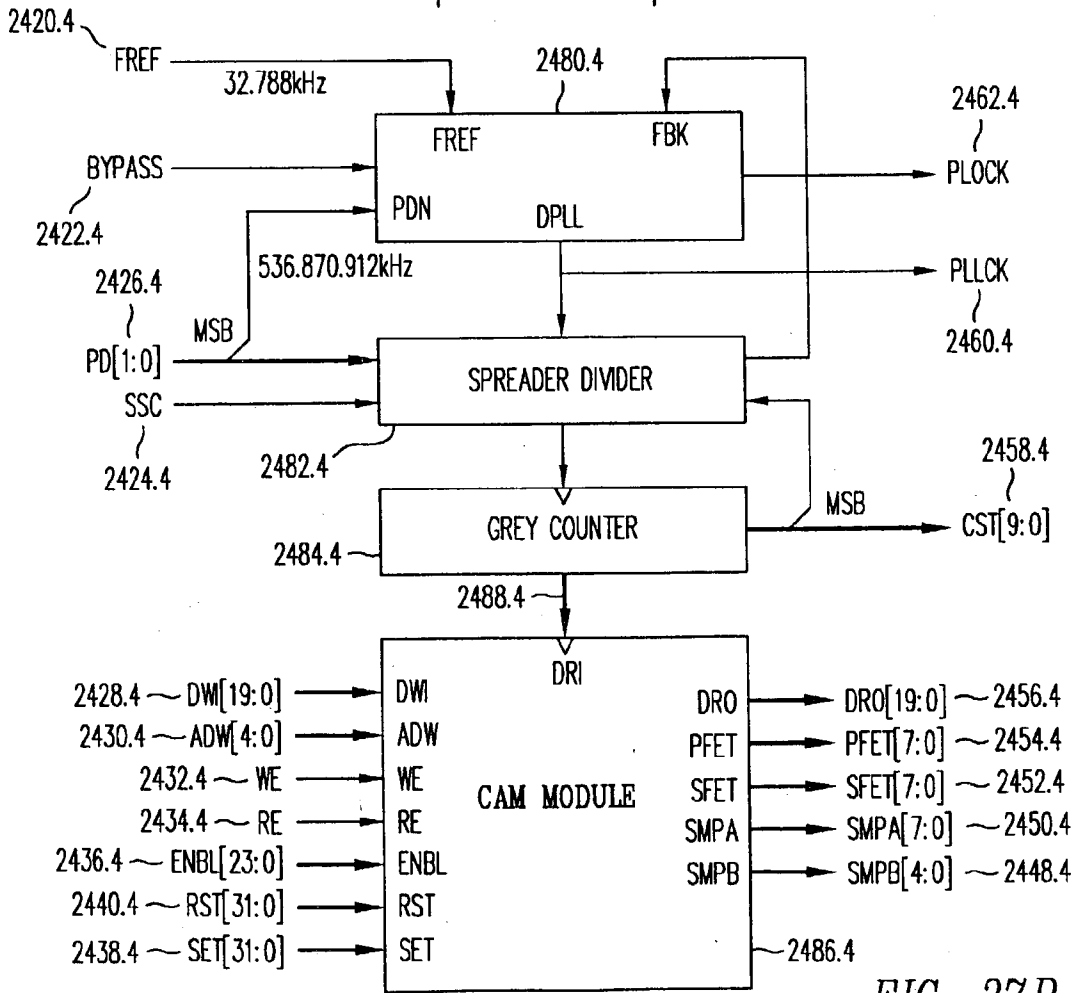 2420.4
FREF
32.788kHz
2480.4
FREF
FBK
2462.4
BYPASS
PLOCK
2422.4
PDN
DPLL
536.870.912kHz
2426.4
PLLCK
MSB
2460.4
PD[1:0]
SPREADER DIVIDER
SSC
2424.4
2482.4
2458.4
MSB
GREY COUNTER
CST[9:0]
2484.4
2488.4
DRI
2428.4 DWI[19:0] DWI
DRO DRO[19:0] 2456.4
2430.4 ADW[4:0] ADW
PFET PFET[7:0] 2454.4
2432.4 WE WE
CAM MODULE
SFET SFET[7:0] 2452.4
2434.4 RE RE
SMPA SMPA[7:0] 2450.4
2436.4 ENBL[23:0] ENBL
SMPB SMPB[4:0] 2448.4
2440.4 RST[31:0] RST
2438.4 SET[31:0] SET
2486.4